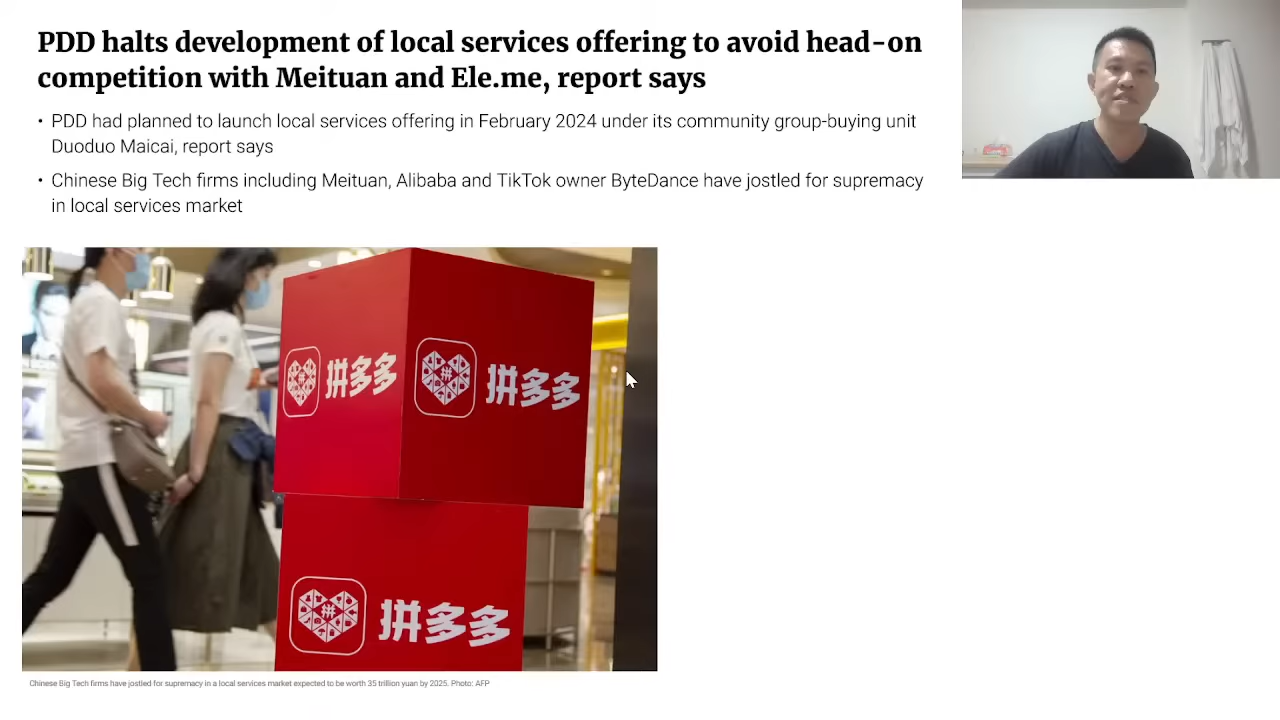 PDD halts development of local services offering to avoid head-on
competition with Meituan and Ele.me, report says
• PDD had planned to launch local services offering in February 2024 under its community group-buying unit
Duoduo Maicai, report says
• Chinese Big Tech firms including Meituan, Alibaba and TikTok owner ByteDance have jostled for supremacy
in local services market
拼 拼多多
拼 拼多多
拼 拼多多
Chinese Big Tech firms have jostled for supremacy in a local services market expected to be worth 35 trillion yuan by 2025. Photo: AFP